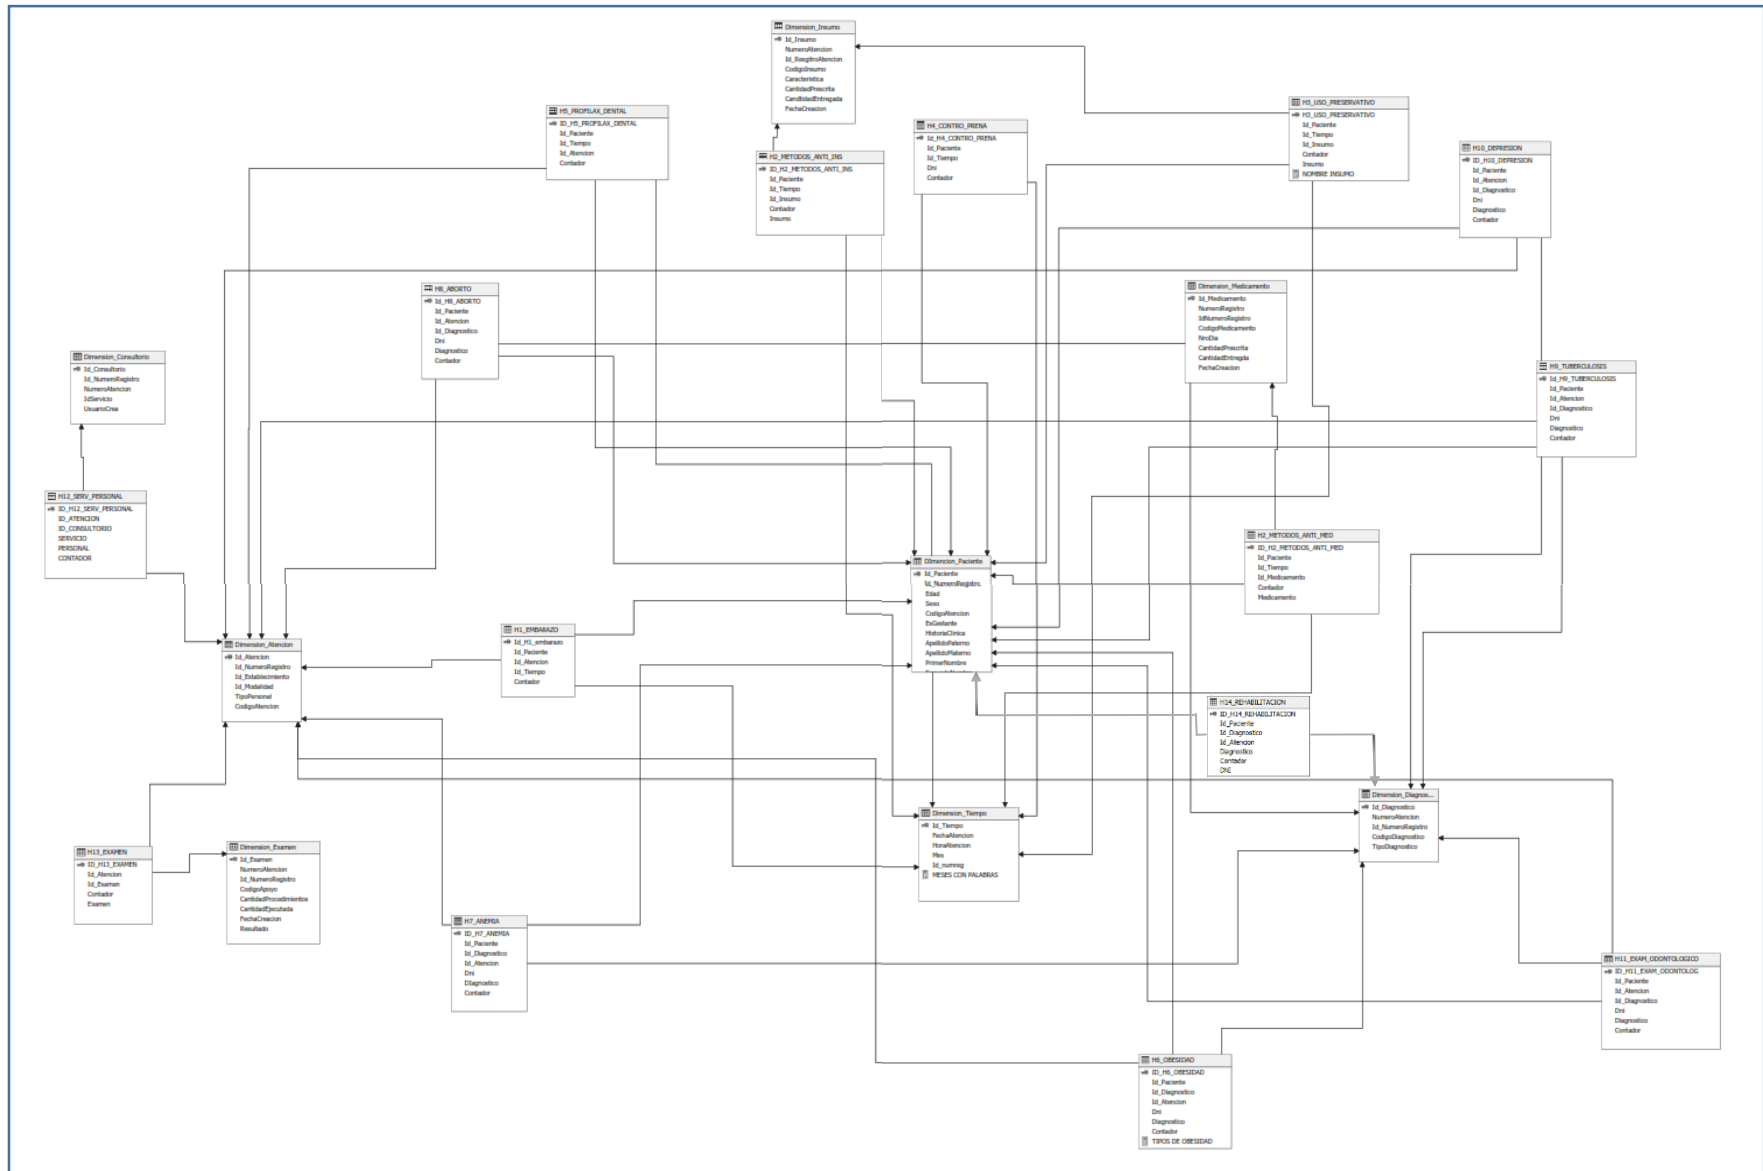 Dimension_Insumo
Id_Insumo
NumeroAtencion
Id_ResgitroAtencion
CodigoInsumo
Caracteristica
CantidadPrescrita
CandtidadEntregada
FechaCreacion
H5_PROFILAX_DENTAL
ID_H5_PROFILAX_DENTAL
Id_Paciente
Id_Tiempo
Id_Atencion
Contador
H2_METODOS_ANTI_INS
ID_H2_METODOS_ANTI_INS
Id_Paciente
Id_Tiempo
Id_Insumo
Contador
Insumo
H4_CONTRO_PRENA
Id_H4_CONTRO_PRENA
Id_Paciente
Id_Tiempo
Dni
Contador
H3_USO_PRESERVATIVO
H3_USO_PRESERVATIVO
Id_Paciente
Id_Tiempo
Id_Insumo
Contador
Insumo
NOMBRE INSUMO
H10_DEPRESION
ID_H10_DEPRESION
Id_Paciente
Id_Atencion
Id_Diagnostico
Dni
Diagnostico
Contador
H8_ABORTO
Id_H8_ABORTO
Id_Paciente
Id_Atencion
Id_Diagnostico
Dni
Diagnostico
Contador
Dimension_Medicamento
Id_Medicamento
NumeroRegistro
IdNumeroRegistro
CodigoMedicamento
NroDia
CantidadPrescrita
CantidadEntregda
FechaCreacion
Dimension_Consultorio
Id_Consultorio
Id_NumeroRegistro
NumeroAtencion
IdServicio
UsuarioCrea
H9_TUBERCULOSIS
Id_H9_TUBERCULOSIS
Id_Paciente
Id_Atencion
Id_Diagnostico
Dni
Diagnostico
Contador
H12_SERV_PERSONAL
ID_H12_SERV_PERSONAL
ID_ATENCION
ID_CONSULTORIO
SERVICIO
PERSONAL
CONTADOR
H2_METODOS_ANTI_MED
ID_H2_METODOS_ANTI_MED
Id_Paciente
Id_Tiempo
Id_Medicamento
Contador
Medicamento
DImencion_Paciente
Id_Paciente
Id_NumeroRegistro
Edad
Sexo
CodigoAtencion
EsGestante
HistoriaClinica
ApellidoPaterno
ApellidoMaterno
PrimerNombre
H1_EMBARAZO
Id_H1_embarazo
Id_Paciente
Id_Atencion
Id_Tiempo
Contador
Dimension_Atencion
Id_Atencion
Id_NumeroRegistro
Id_Establecimiento
Id_Modalidad
TipoPersonal
CodigoAtencion
H14_REHABILITACION
ID_H14_REHABILITACION
Id_Paciente
Id_Diagnostico
Id_Atencion
Diagnostico
Contador
DNI
Dimension_Diagnos...
Id_Diagnostico
NumeroAtencion
Id_NumeroRegistro
CodigoDiagnostico
TipoDiagnostico
Dimension_Tiempo
Id_Tiempo
FechaAtencion
HoraAtencion
Mes
Id_numreg
MESES CON PALABRAS
H13_EXAMEN
ID_H13_EXAMEN
Id_Atencion
Id_Examen
Contador
Examen
Dimension_Examen
Id_Examen
NumeroAtencion
Id_NumeroRegistro
CodigoApoyo
CantidadProcedimientos
CantidadEjecutada
FechaCreacion
Resultado
H7_ANEMIA
ID_H7_ANEMIA
Id_Paciente
Id_Diagnostico
Id_Atencion
Dni
DIagnostico
Contador
H11_EXAM_ODONTOLOGICO
ID_H11_EXAM_ODONTOLOG
Id_Paciente
Id_Atencion
Id_Diagnostico
Dni
Diagnostico
Contador
H6_OBESIDAD
ID_H6_OBESIDAD
Id_Paciente
Id_Diagnostico
Id_Atencion
Dni
Diagnostico
Contador
TIPOS DE OBESIDAD